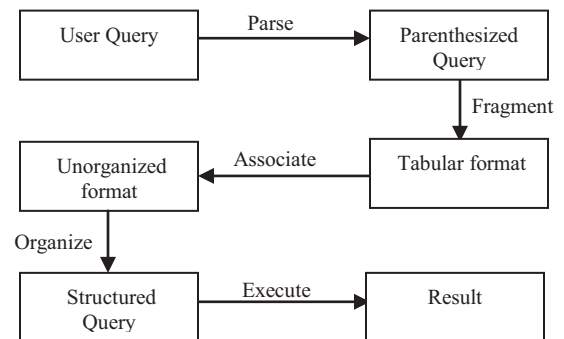 User Query
Parse
Parenthesized
Query
Fragment
Tabular format
Associate
Unorganized
format
Organize
Structured
Query
Execute
Result